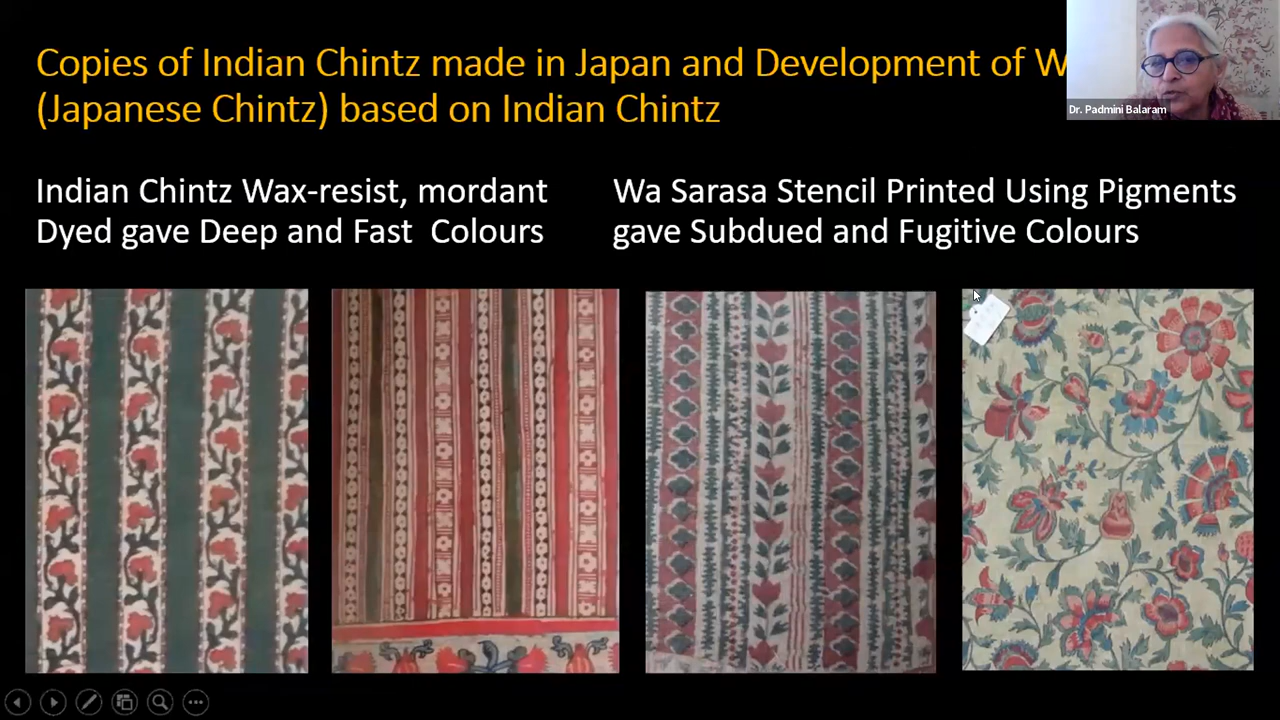 Copies of Indian Chintz made in Japan and Development of
(Japanese Chintz) based on Indian Chintz
Dr. Padmini Balaram
Indian Chintz Wax-resist, mordant
Dyed gave Deep and Fast Colours
Wa Sarasa Stencil Printed Using Pigments
gave Subdued and Fugitive Colours